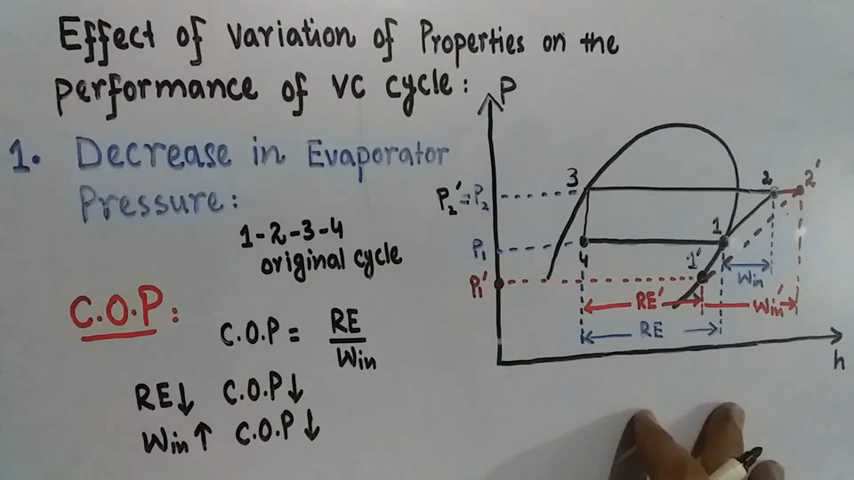 Effect of variation of Properties on the
performance of VC cycle:
1. Decrease in Evaporator
Pressure:
1-2-3-4
original cycle
C.O.P:
C.O.P = RE
Win
RE↓ C.O.P↓
Win↑ C.O.P↓
P
3
2
2'
P2'=P2
1
P1
4
1'
Win
P1'
RE'
Win'
RE
h